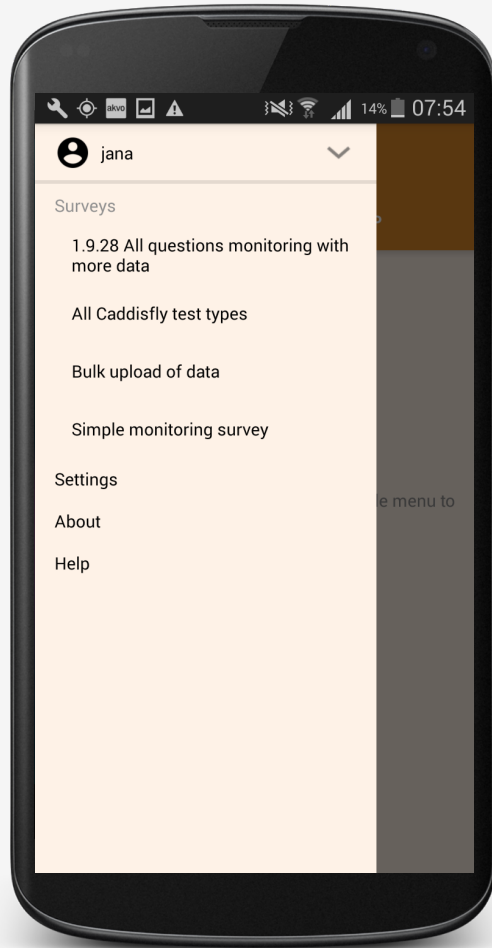 akvo 14% 07:54
jana
Surveys
1.9.28 All questions monitoring with
more data
All Caddisfly test types
Bulk upload of data
Simple monitoring survey
Settings
le menu to
About
Help